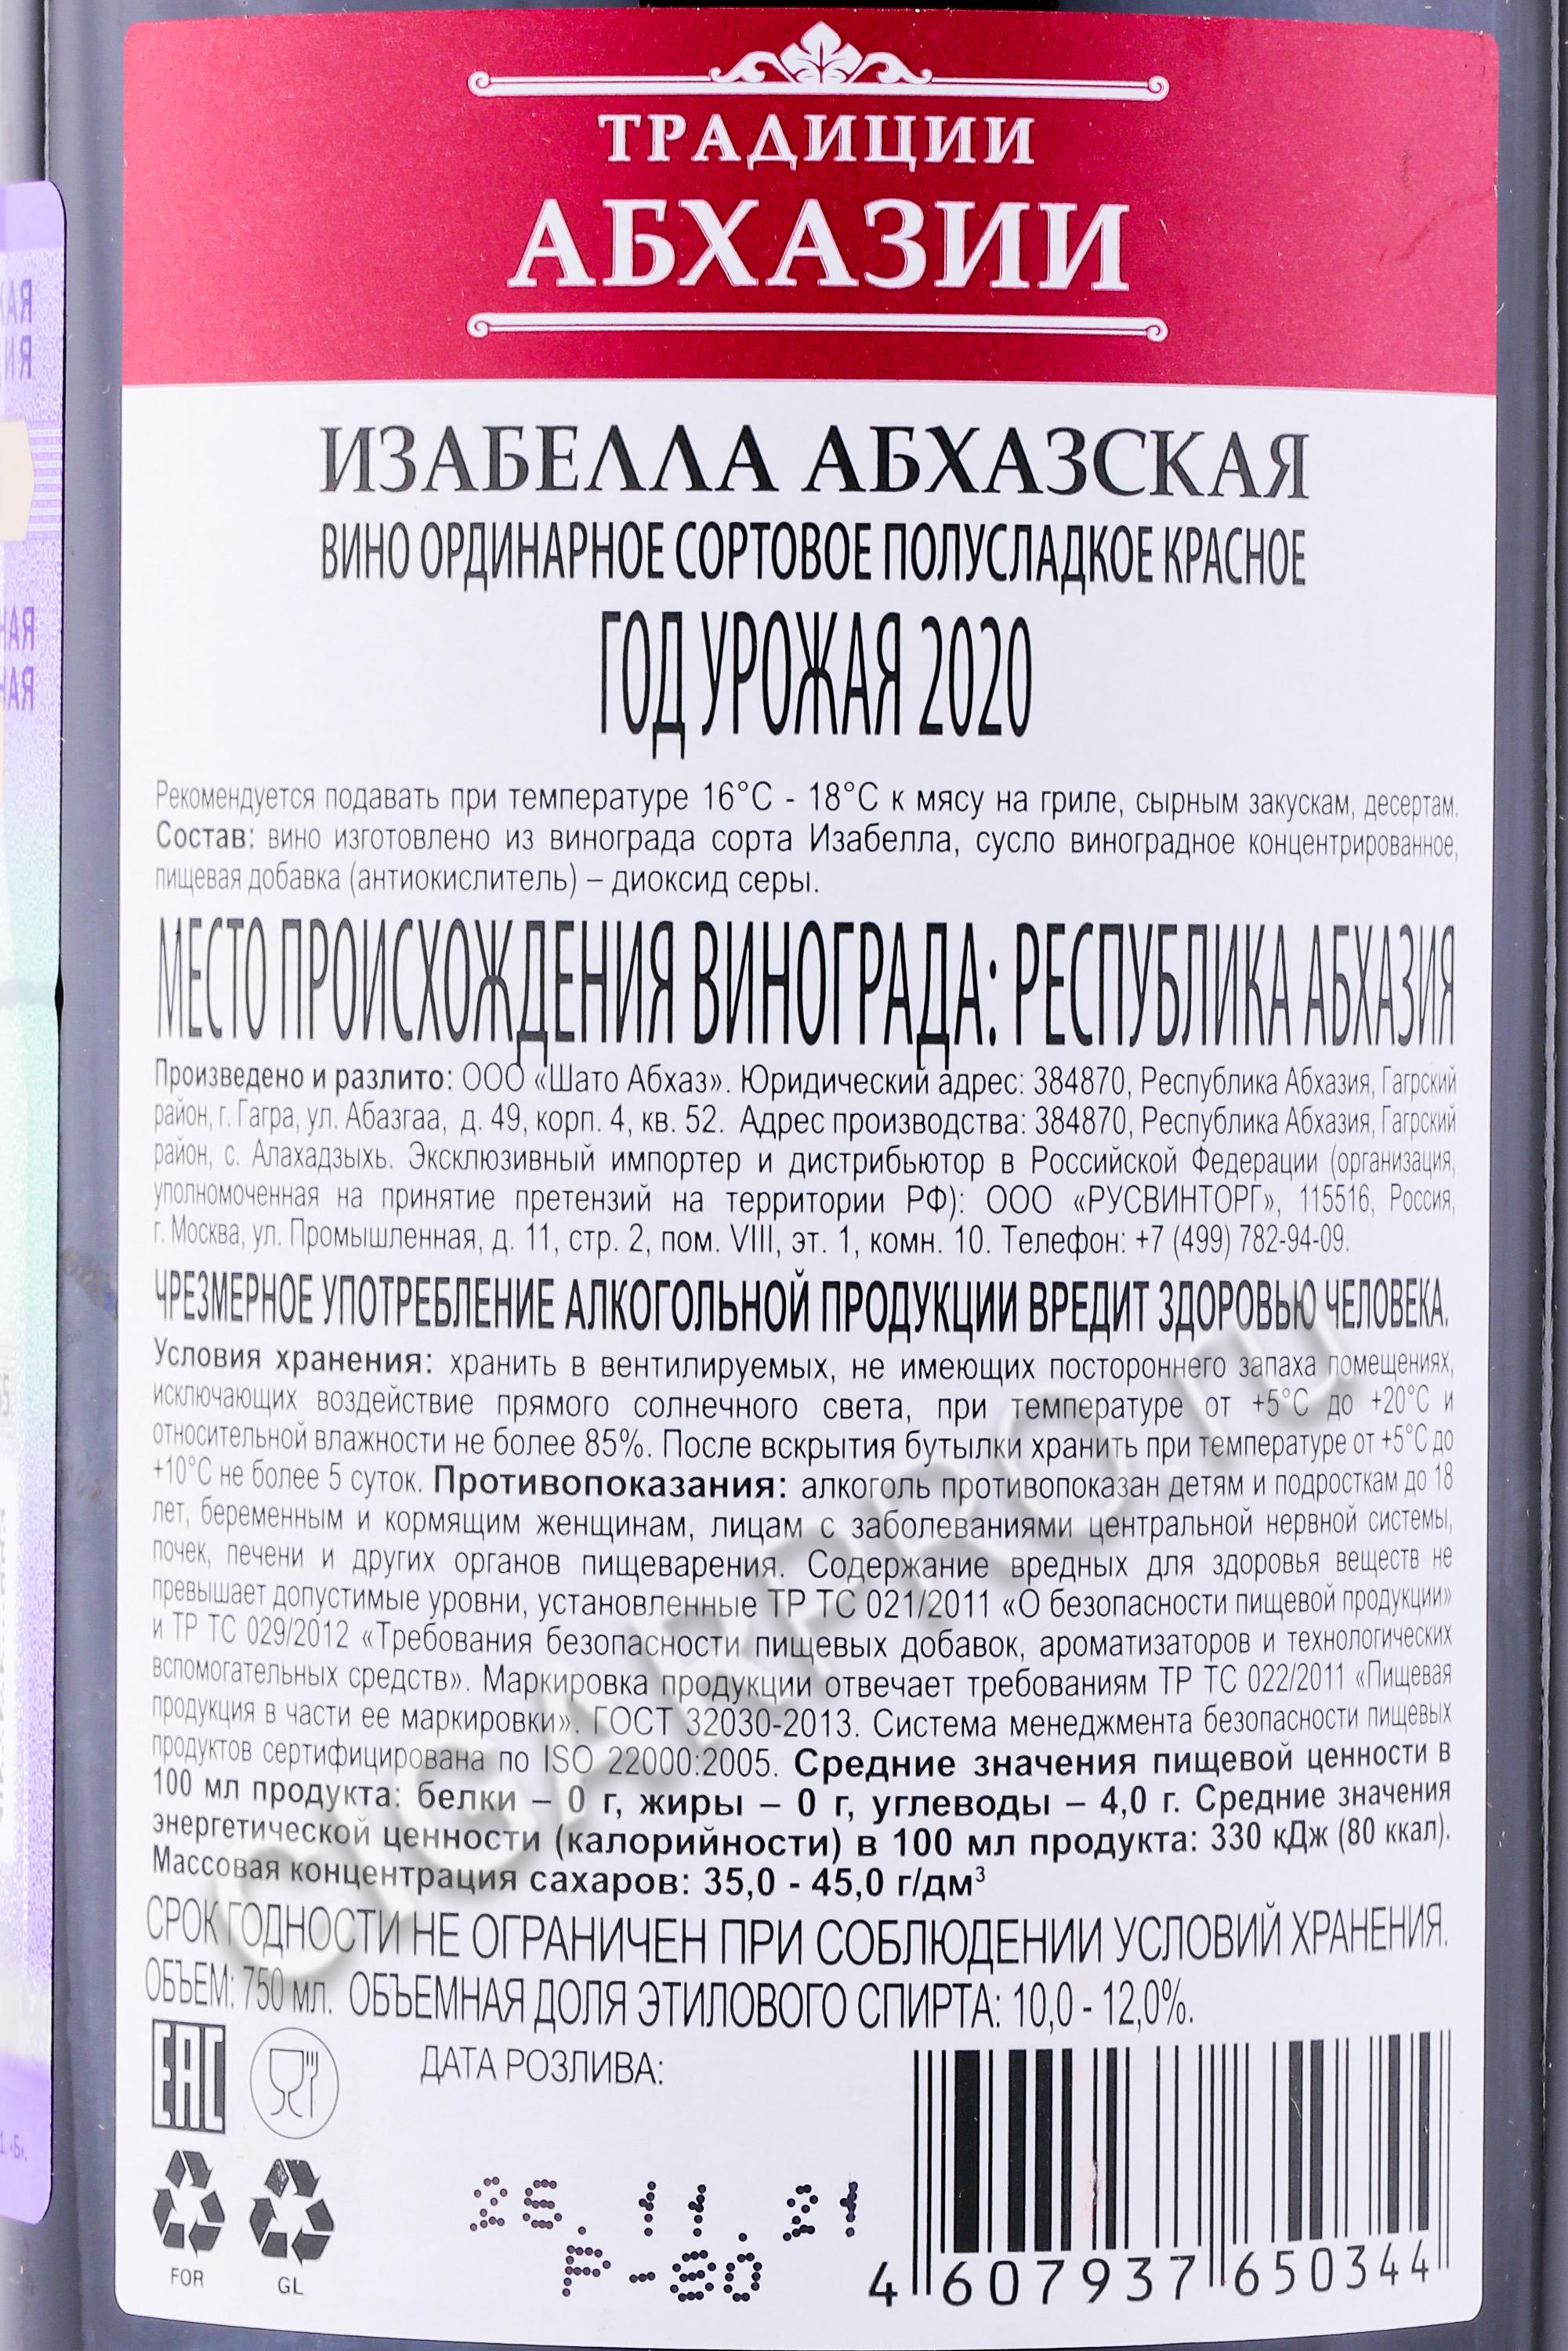 ТРАДИЦИИ
АБХАЗИИ
ИЗАБЕЛЛА АБХАЗСКАЯ
ВИНО ОРДИНАРНОЕ СОРТОВОЕ ПОЛУСЛАДКОЕ КРАСНОЕ
ГОД УРОЖАЯ 2020
Рекомендуется подавать при температуре 16°С - 18°С к мясу на гриле, сырным закускам, десертам.
Состав: вино изготовлено из винограда сорта Изабелла, сусло виноградное концентрированное,
пищевая добавка (антиокислитель) – диоксид серы.
МЕСТО ПРОИСХОЖДЕНИЯ ВИНОГРАДА: РЕСПУБЛИКА АБХАЗИЯ
Произведено и разлито: ООО «Шато Абхаз». Юридический адрес: 384870, Республика Абхазия, Гагрский
район, г. Гагра, ул. Абазгаа, д. 49, корп. 4, кв. 52. Адрес производства: 384870, Республика Абхазия, Гагрский
район, с. Алахадзыхь. Эксклюзивный импортер и дистрибьютор в Российской Федерации (организация,
уполномоченная на принятие претензий на территории РФ): ООО «РУСВИНТОРГ», 115516, Россия,
г. Москва, ул. Промышленная, д. 11, стр. 2, пом. VIII, эт. 1, комн. 10. Телефон: +7 (499) 782-94-09.
ЧРЕЗМЕРНОЕ УПОТРЕБЛЕНИЕ АЛКОГОЛЬНОЙ ПРОДУКЦИИ ВРЕДИТ ЗДОРОВЬЮ ЧЕЛОВЕКА.
Условия хранения: хранить в вентилируемых, не имеющих постороннего запаха помещениях,
исключающих воздействие прямого солнечного света, при температуре от +5°С до +20°С и
относительной влажности не более 85%. После вскрытия бутылки хранить при температуре от +5°С до
+10°С не более 5 суток. Противопоказания: алкоголь противопоказан детям и подросткам до 18
лет, беременным и кормящим женщинам, лицам с заболеваниями центральной нервной системы,
почек, печени и других органов пищеварения. Содержание вредных для здоровья веществ не
превышает допустимые уровни, установленные ТР ТС 021/2011 «О безопасности пищевой продукции»
и ТР ТС 029/2012 «Требования безопасности пищевых добавок, ароматизаторов и технологических
вспомогательных средств». Маркировка продукции отвечает требованиям ТР ТС 022/2011 «Пищевая
продукция в части ее маркировки». ГОСТ 32030-2013. Система менеджмента безопасности пищевых
продуктов сертифицирована по ISO 22000:2005. Средние значения пищевой ценности в
100 мл продукта: белки – 0 г, жиры – 0 г, углеводы – 4,0 г. Средние значения
энергетической ценности (калорийности) в 100 мл продукта: 330 кДж (80 ккал).
Массовая концентрация сахаров: 35,0 - 45,0 г/дм³
СРОК ГОДНОСТИ НЕ ОГРАНИЧЕН ПРИ СОБЛЮДЕНИИ УСЛОВИЙ ХРАНЕНИЯ.
ОБЪЕМ: 750 мл. ОБЪЕМНАЯ ДОЛЯ ЭТИЛОВОГО СПИРТА: 10,0 - 12,0%.
EAC
ДАТА РОЗЛИВА:
25.11.21
P-80
FOR
GL
4 607937 650344
CIGARPRO.ru